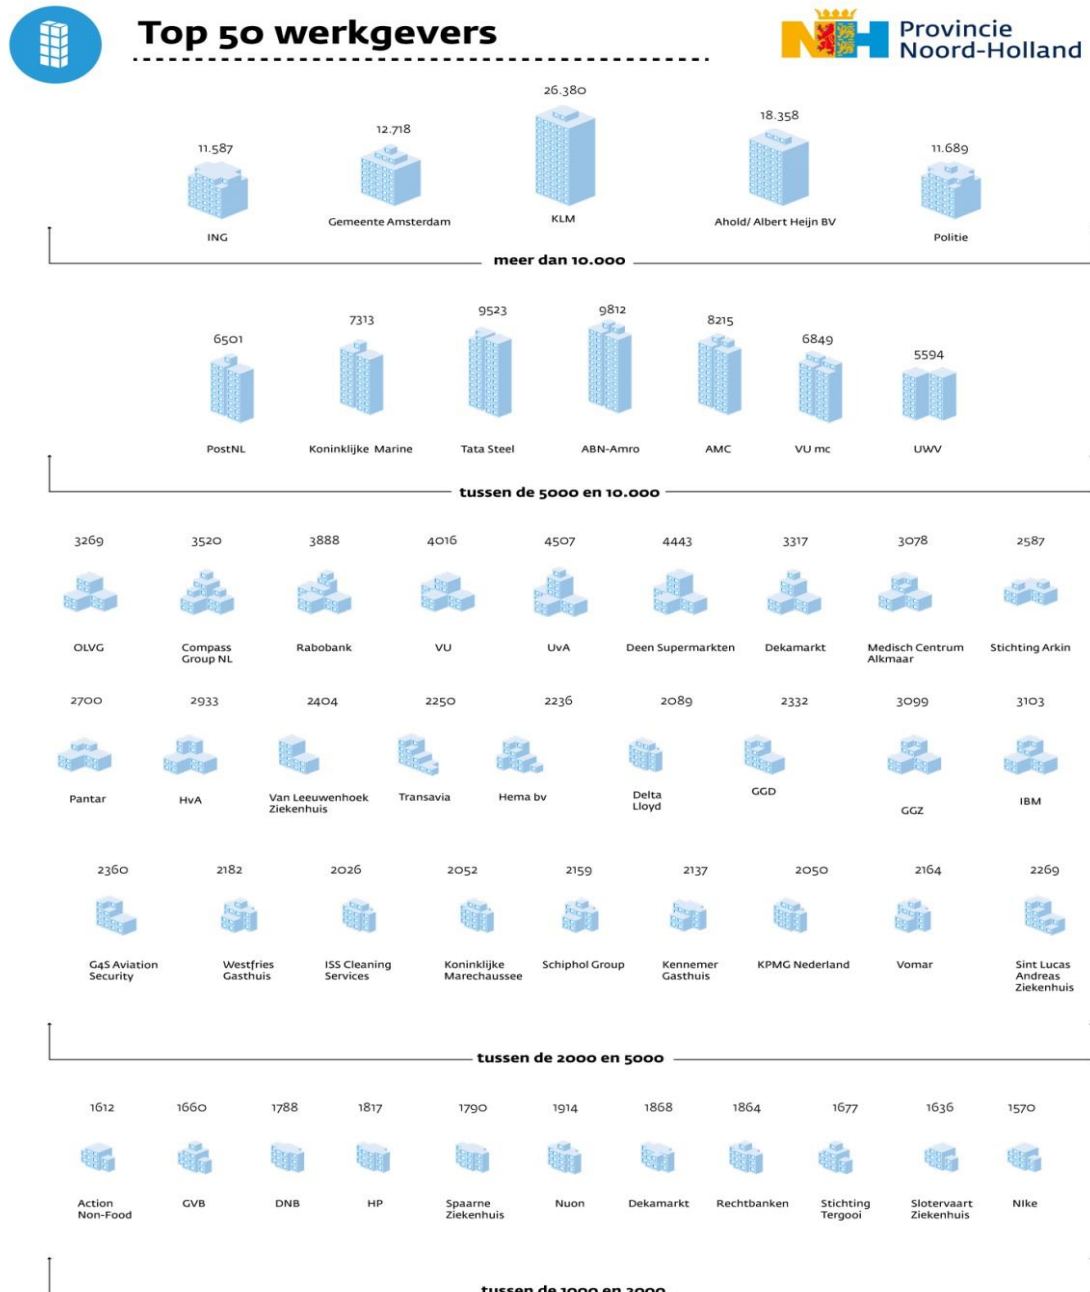 Top 50 werkgevers
Provincie
Noord-Holland
11.587
12.718
26.380
18.358
11.689
ING
Gemeente Amsterdam
KLM
Ahold/ Albert Heijn BV
Politie
meer dan 10.000
6501
7313
9523
9812
8215
6849
5594
PostNL
Koninklijke Marine
Tata Steel
ABN-Amro
AMC
VU mc
UWV
tussen de 5000 en 10.000
3269
3520
3888
4016
4507
4443
3317
3078
2587
OLVG
Compass
Group NL
Rabobank
VU
UvA
Deen Supermarkten
Dekamarkt
Medisch Centrum
Alkmaar
Stichting Arkin
2700
2933
2404
2250
2236
2089
2332
3099
3103
Pantar
HvA
Van Leeuwenhoek
Ziekenhuis
Transavia
Hema bv
Delta
Lloyd
GGD
GGZ
IBM
2360
2182
2026
2052
2159
2137
2050
2164
2269
G4S Aviation
Security
Westfries
Gasthuis
ISS Cleaning
Services
Koninklijke
Marechaussee
Schiphol Group
Kennemer
Gasthuis
KPMG Nederland
Vomar
Sint Lucas
Andreas
Ziekenhuis
tussen de 2000 en 5000
1612
1660
1788
1817
1790
1914
1868
1864
1677
1636
1570
Action
Non-Food
GVB
DNB
HP
Spaarne
Ziekenhuis
Nuon
Dekamarkt
Rechtbanken
Stichting
Tergooi
Slotervaart
Ziekenhuis
NIke
tussen de 1000 en 2000